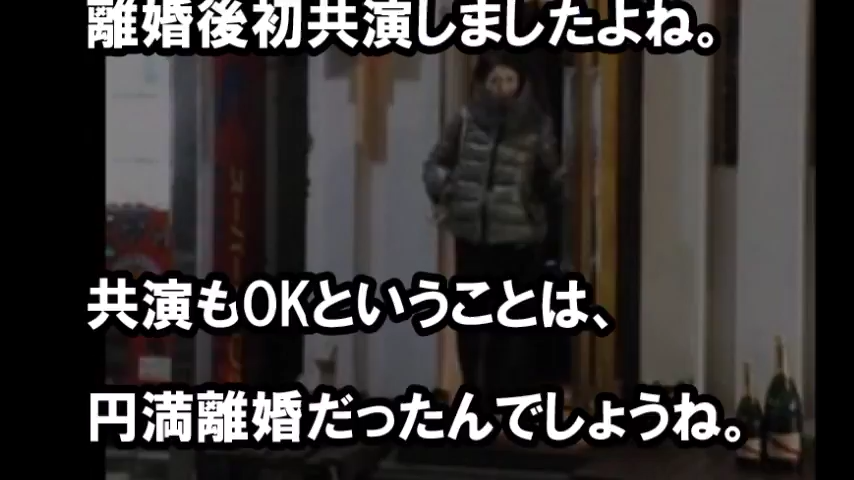 離婚後初共演しましたよね。
共演もOKということは、
円満離婚だったんでしょうね。